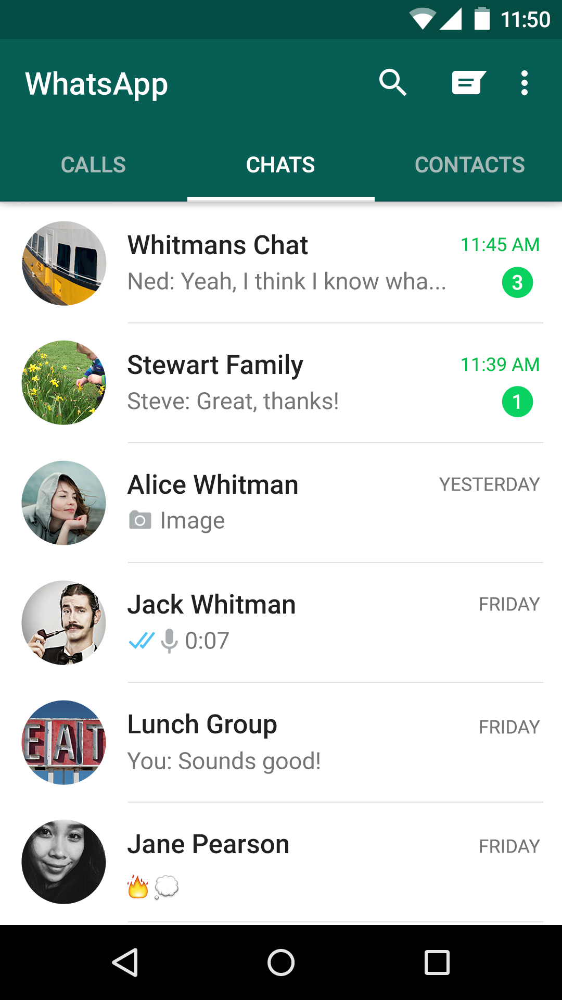 11:50
WhatsApp
CALLS CHATS CONTACTS
Whitmans Chat 11:45 AM
Ned: Yeah, I think I know wha... 3
Stewart Family 11:39 AM
Steve: Great, thanks! 1
Alice Whitman YESTERDAY
Image
Jack Whitman FRIDAY
0:07
EAT
Lunch Group FRIDAY
You: Sounds good!
Jane Pearson FRIDAY
🔥💭